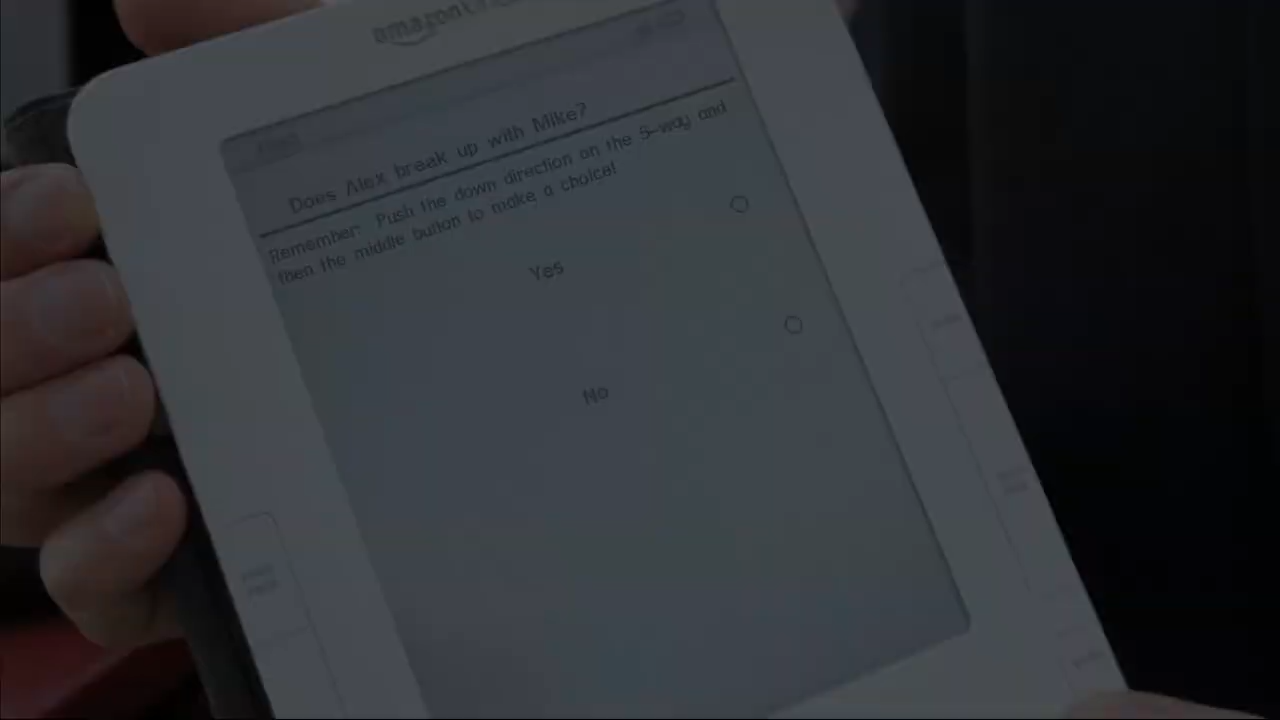 amazonkindle
Does Alex break up with Mike?
Remember: Push the down direction on the 5-way and
then the middle button to make a choice!
Yes
No